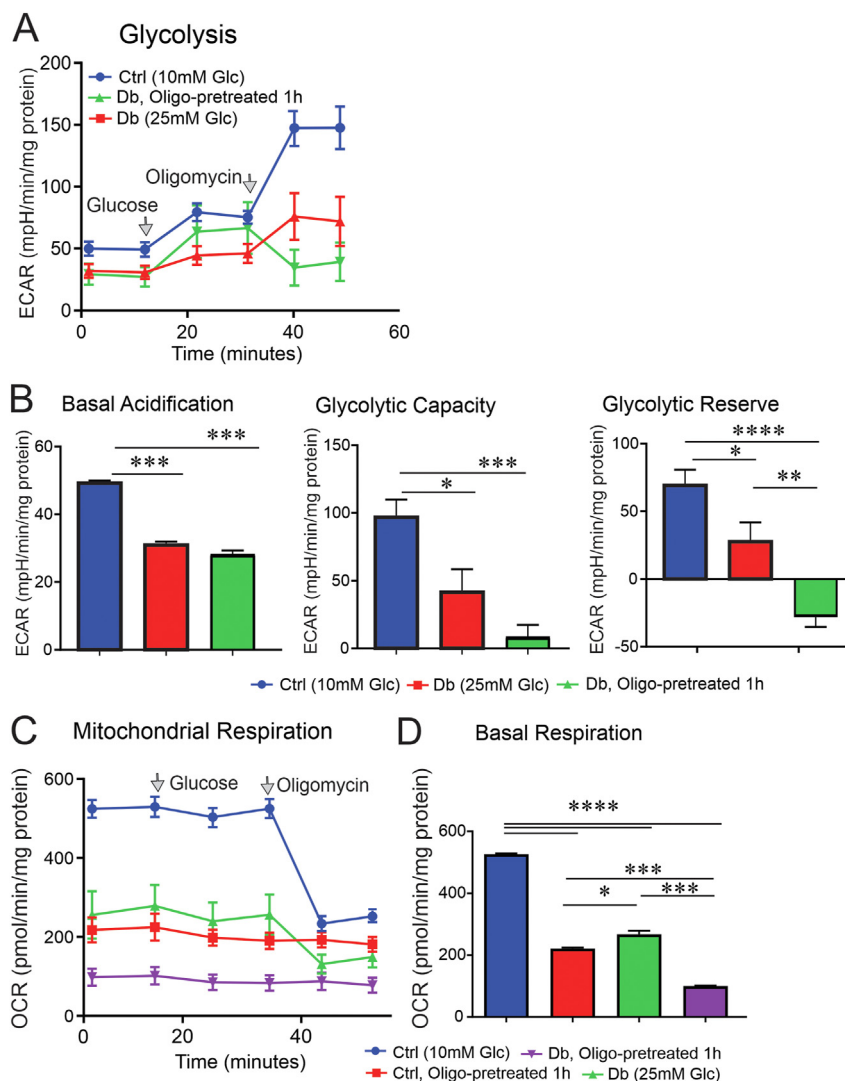 A
Glycolysis
200
150
100
50
0
ECAR (mpH/min/mg protein)
Ctrl (10mM Glc)
Db, Oligo-pretreated 1h
Db (25mM Glc)
Oligomycin
Glucose
0 20 40 60
Time (minutes)
B
Basal Acidification
60
40
20
0
ECAR (mpH/min/mg protein)
***
***
Glycolytic Capacity
150
100
50
0
ECAR (mpH/min/mg protein)
***
*
Glycolytic Reserve
100
50
0
-50
ECAR (mpH/min/mg protein)
****
*
**
Ctrl (10mM Glc) Db (25mM Glc) Db, Oligo-pretreated 1h
C
Mitochondrial Respiration
600
400
200
0
OCR (pmol/min/mg protein)
Glucose
Oligomycin
0 20 40
Time (minutes)
D
Basal Respiration
600
400
200
0
OCR (pmol/min/mg protein)
****
***
*
***
Ctrl (10mM Glc) Db, Oligo-pretreated 1h
Ctrl, Oligo-pretreated 1h Db (25mM Glc)